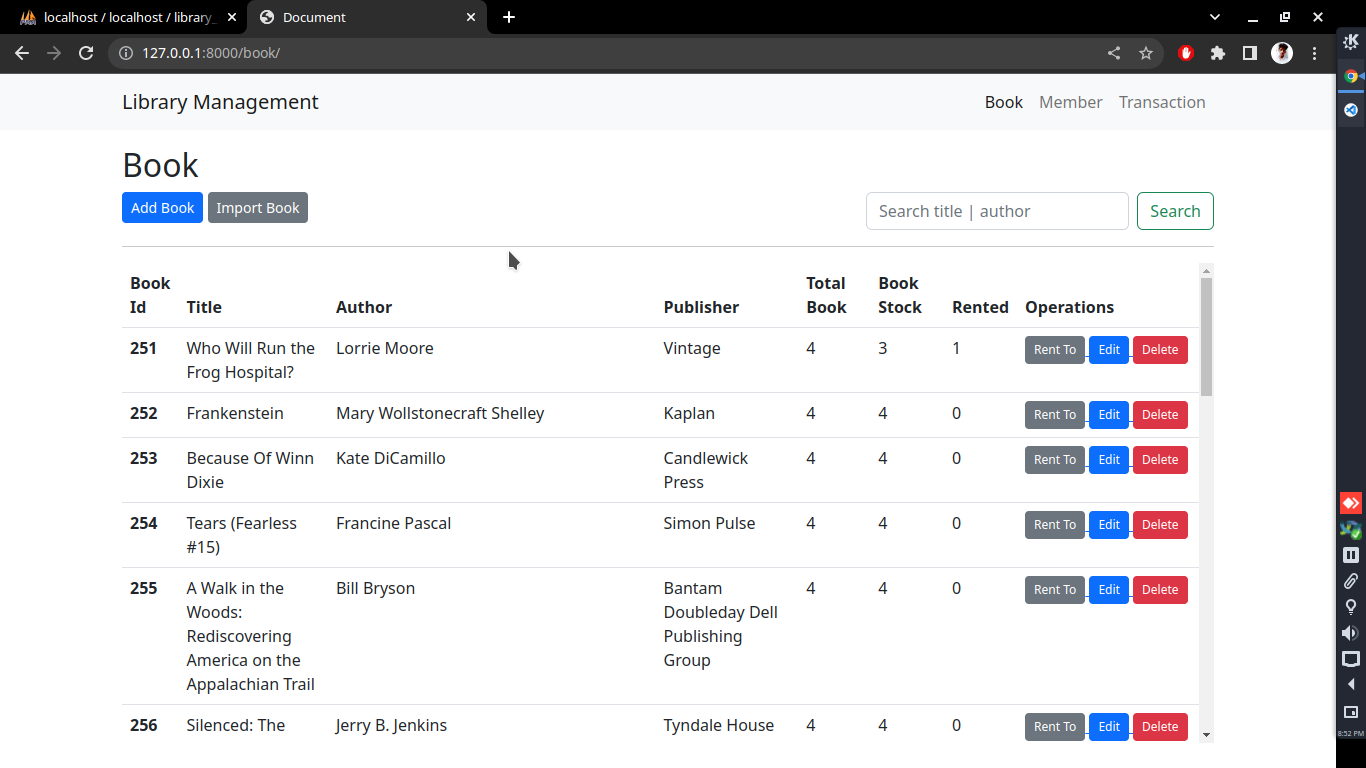 localhost / localhost / library_
Document
127.0.0.1:8000/book/
Library Management
Book Member Transaction
Book
Add Book Import Book
Search title | author
Search
Book Id Title Author Publisher Total Book Book Stock Rented Operations
251 Who Will Run the Frog Hospital? Lorrie Moore Vintage 4 3 1 Rent To Edit Delete
252 Frankenstein Mary Wollstonecraft Shelley Kaplan 4 4 0 Rent To Edit Delete
253 Because Of Winn Dixie Kate DiCamillo Candlewick Press 4 4 0 Rent To Edit Delete
254 Tears (Fearless #15) Francine Pascal Simon Pulse 4 4 0 Rent To Edit Delete
255 A Walk in the Woods: Rediscovering America on the Appalachian Trail Bill Bryson Bantam Doubleday Dell Publishing Group 4 4 0 Rent To Edit Delete
256 Silenced: The Jerry B. Jenkins Tyndale House 4 4 0 Rent To Edit Delete
8:52 PM